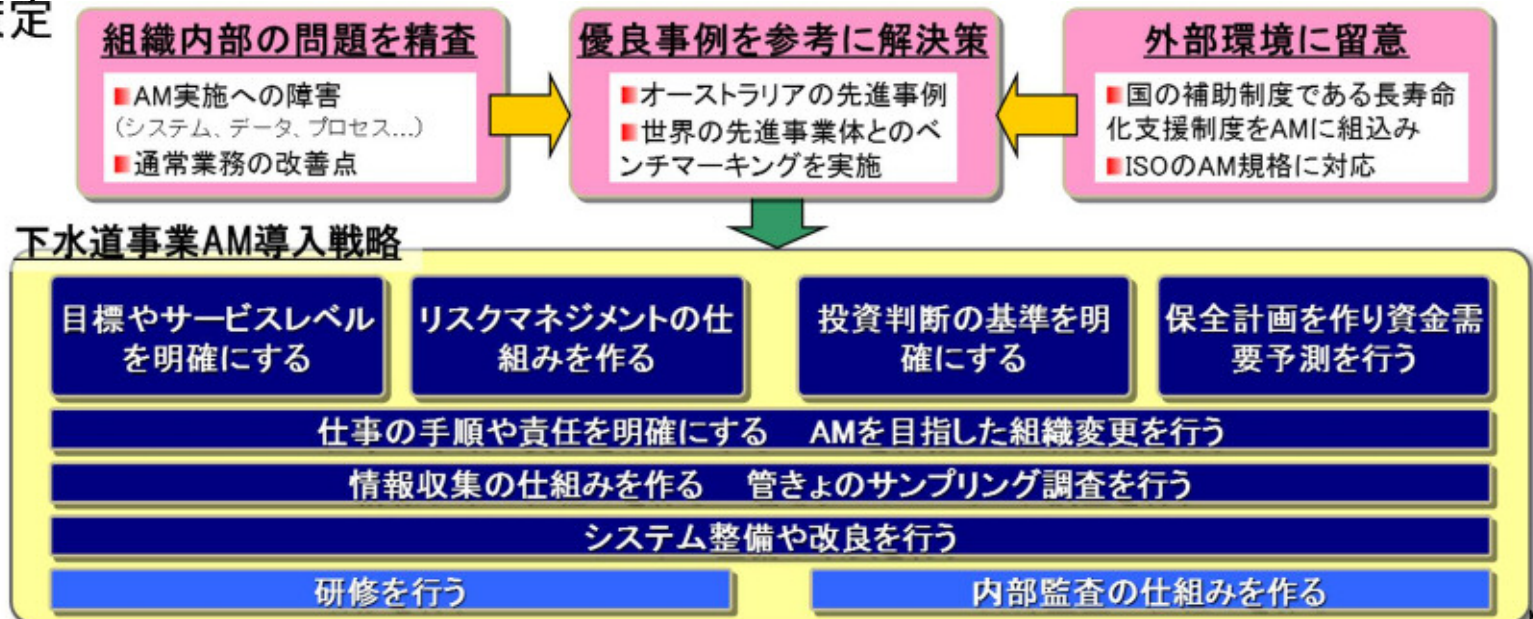 定
組織内部の問題を精査
■AM実施への障害
(システム、データ、プロセス...)
■通常業務の改善点
優良事例を参考に解決策
■オーストラリアの先進事例
■世界の先進事業体とのベ
ンチマーキングを実施
外部環境に留意
■国の補助制度である長寿命
化支援制度をAMに組込み
■ISOのAM規格に対応
下水道事業AM導入戦略
目標やサービスレベル
を明確にする
リスクマネジメントの仕
組みを作る
投資判断の基準を明
確にする
保全計画を作り資金需
要予測を行う
仕事の手順や責任を明確にする　AMを目指した組織変更を行う
情報収集の仕組みを作る　管きょのサンプリング調査を行う
システム整備や改良を行う
研修を行う
内部監査の仕組みを作る